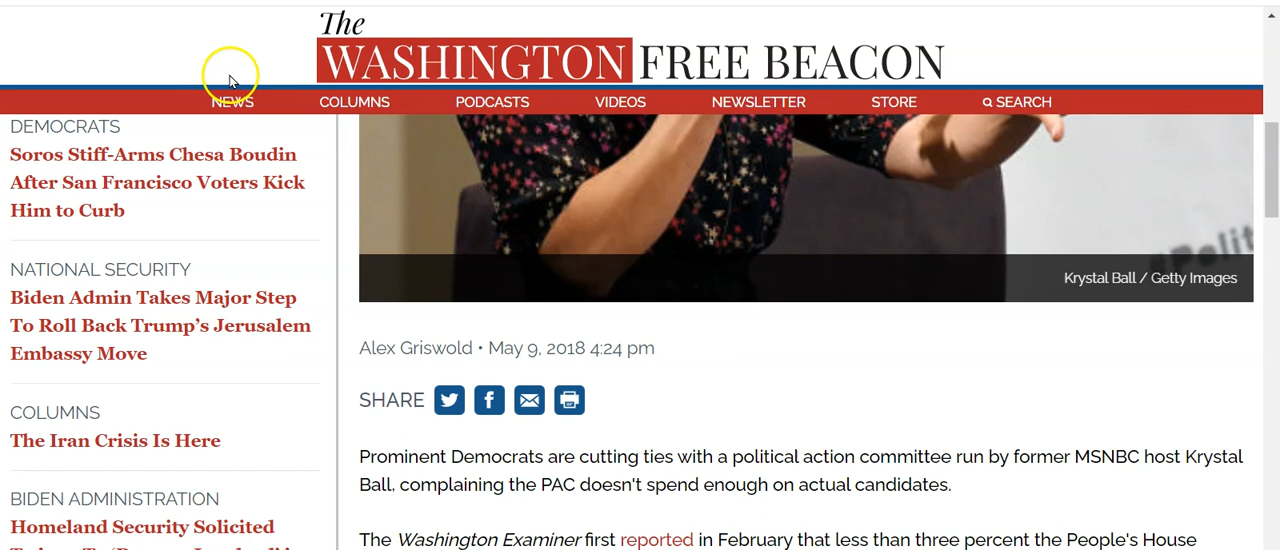 The
WASHINGTON FREE BEACON
NEWS COLUMNS PODCASTS VIDEOS NEWSLETTER STORE SEARCH
DEMOCRATS
Soros Stiff-Arms Chesa Boudin
After San Francisco Voters Kick
Him to Curb
NATIONAL SECURITY
Biden Admin Takes Major Step
To Roll Back Trump’s Jerusalem
Embassy Move
COLUMNS
The Iran Crisis Is Here
BIDEN ADMINISTRATION
Homeland Security Solicited
Krystal Ball / Getty Images
Alex Griswold • May 9, 2018 4:24 pm
SHARE
Prominent Democrats are cutting ties with a political action committee run by former MSNBC host Krystal
Ball, complaining the PAC doesn't spend enough on actual candidates.
The Washington Examiner first reported in February that less than three percent the People's House